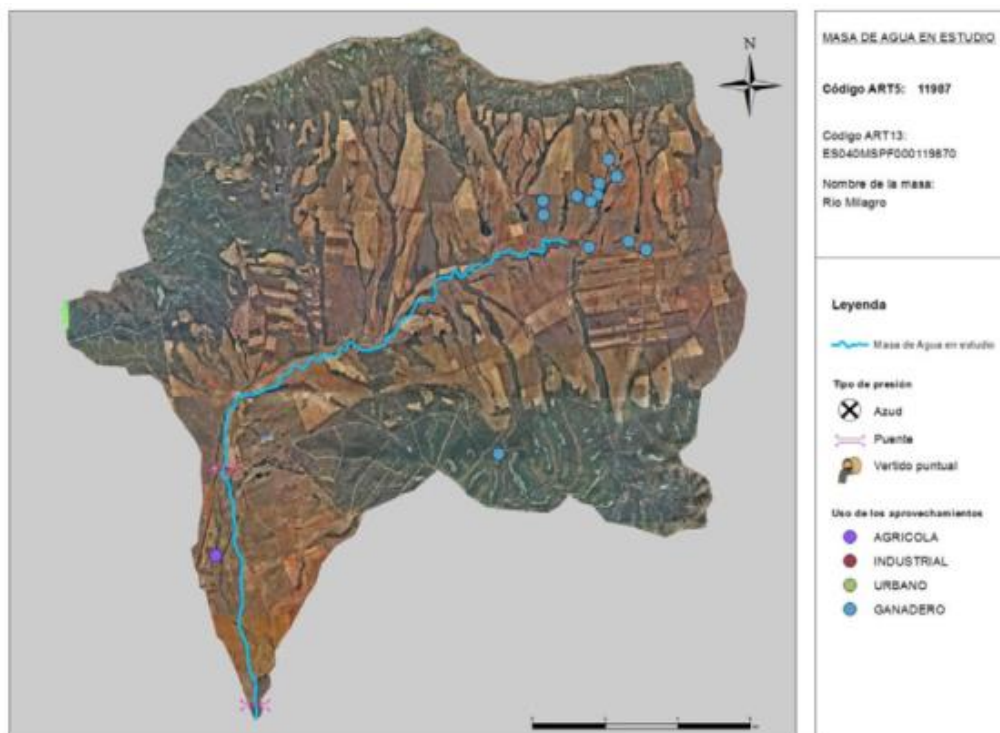 N
MASA DE AGUA EN ESTUDIO
Código ART5: 11987
Código ART13:
ES040MSPF000119870
Nombre de la masa:
Río Milagro
Leyenda
Masa de Agua en estudio
Tipo de presión
Azud
Puente
Vertido puntual
Uso de los aprovechamientos
AGRICOLA
INDUSTRIAL
URBANO
GANADERO